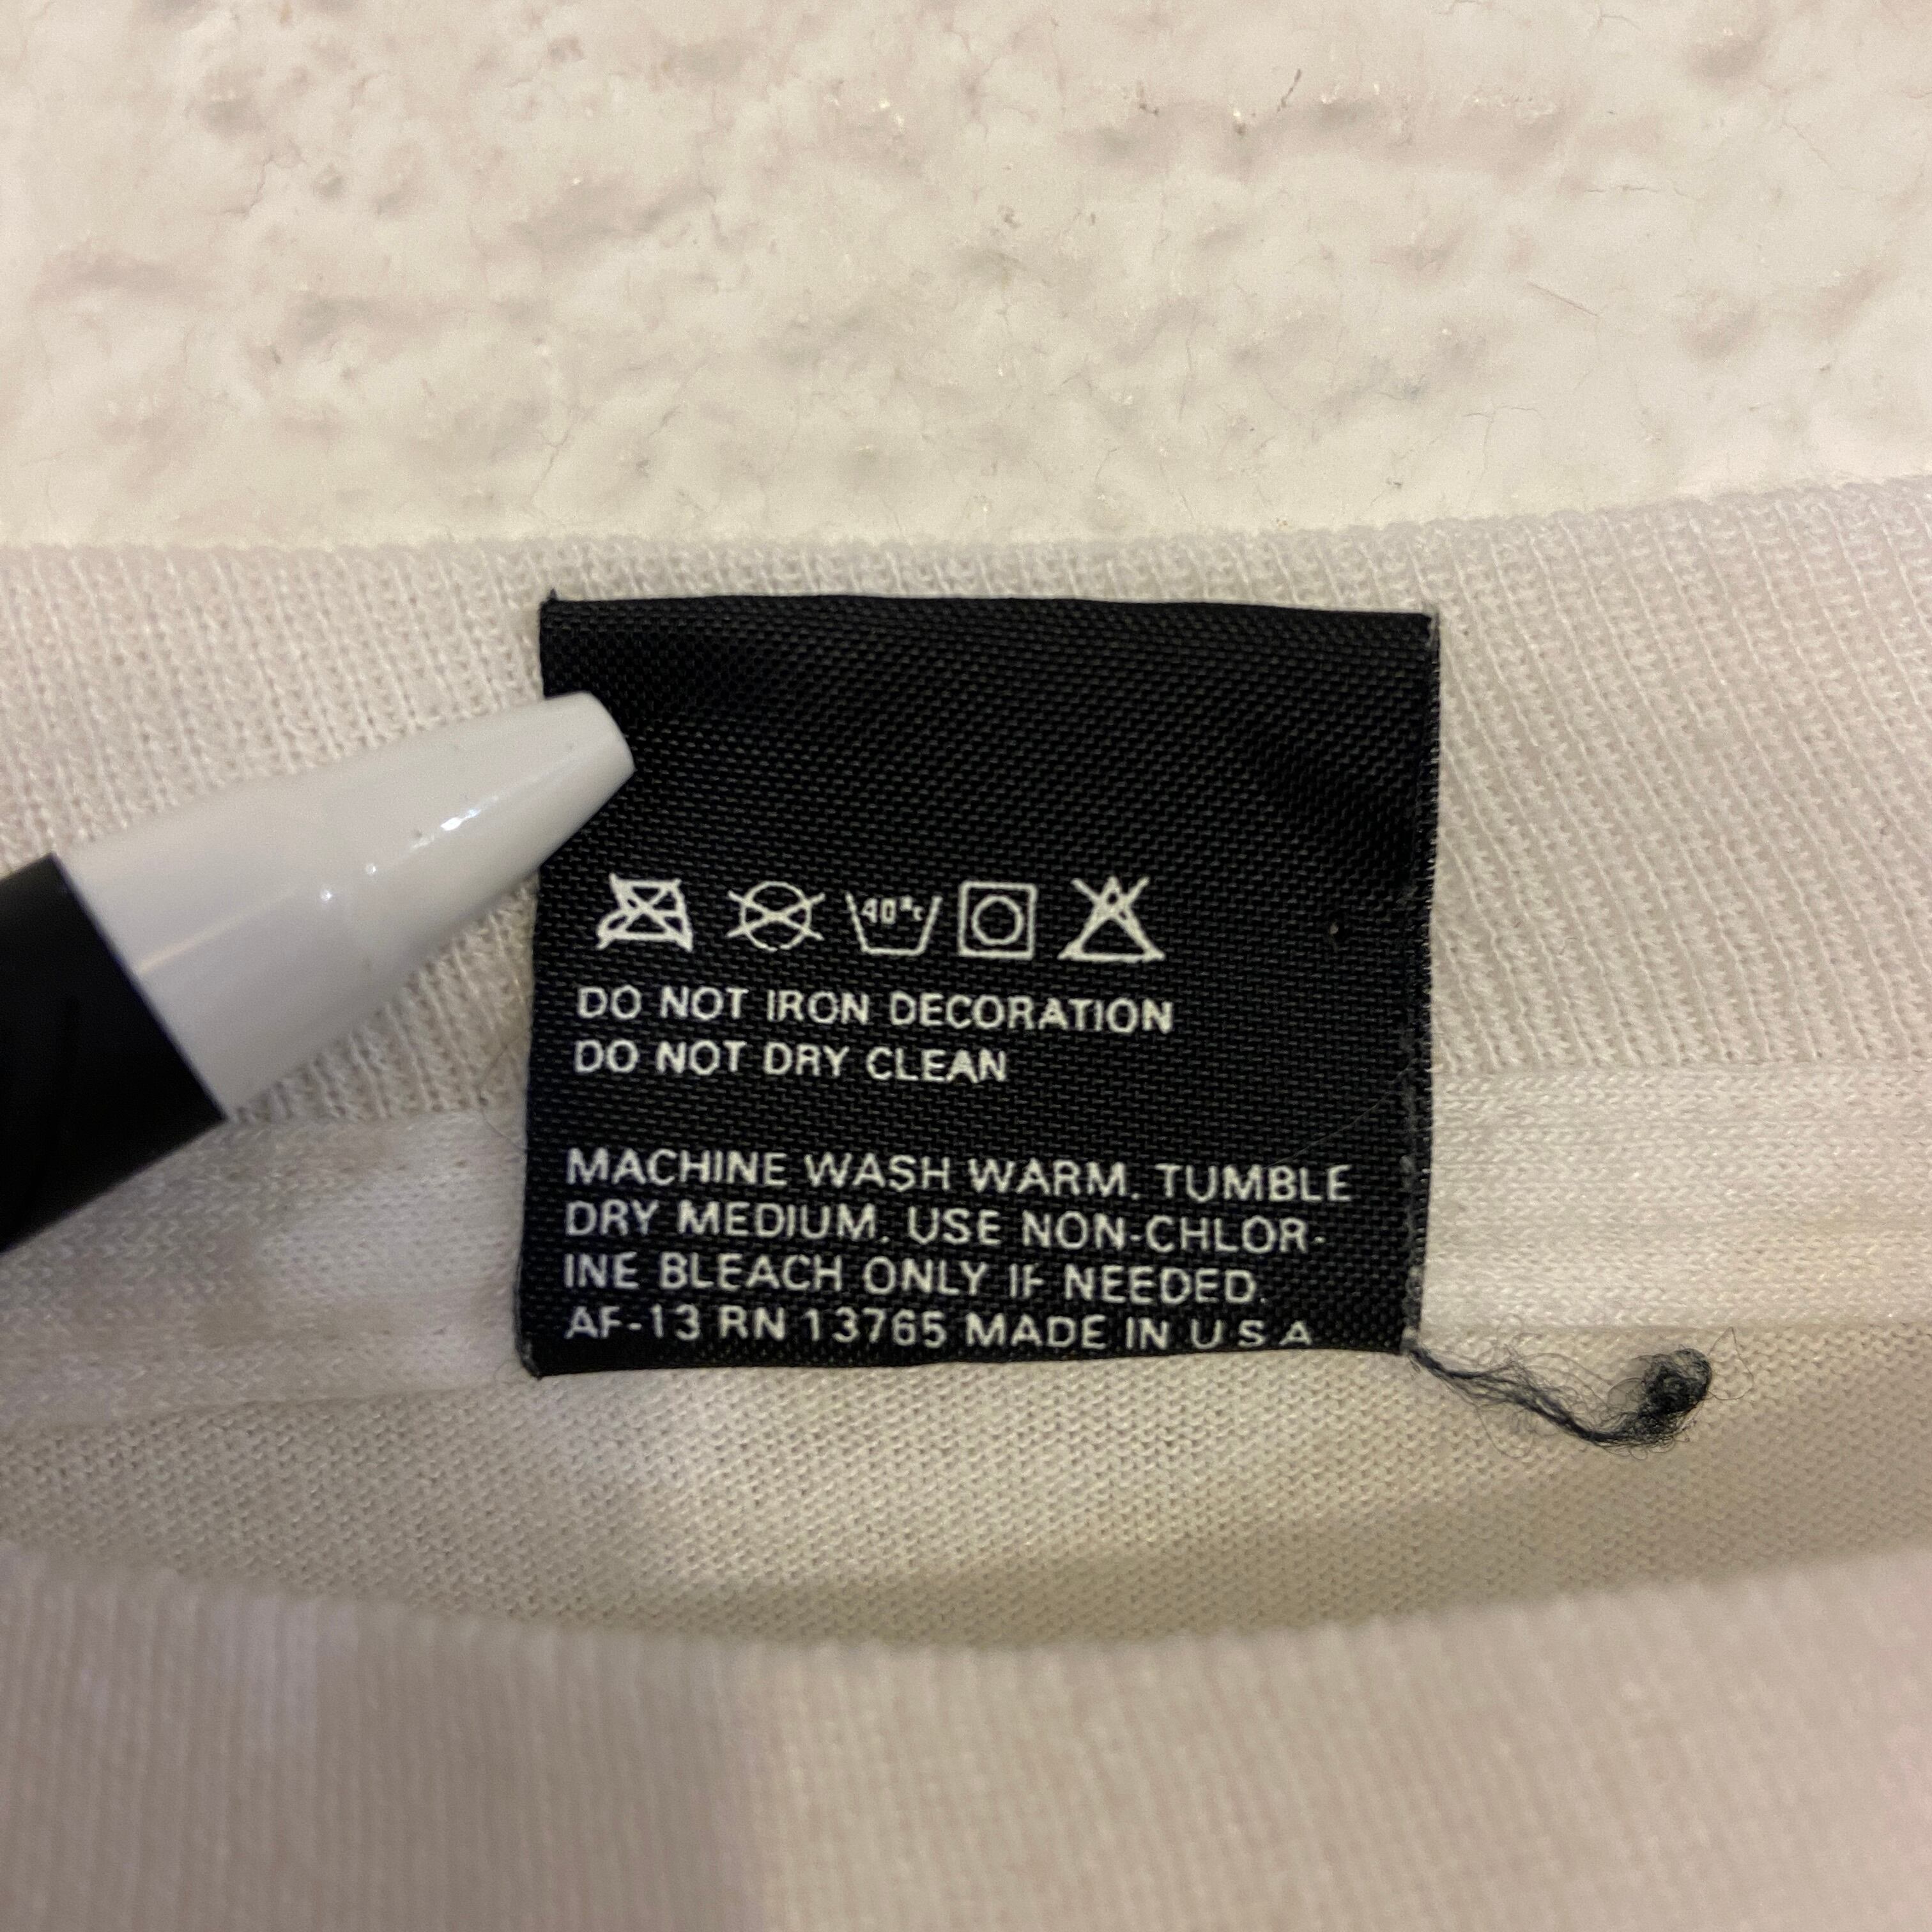 40°c
DO NOT IRON DECORATION
DO NOT DRY CLEAN
MACHINE WASH WARM. TUMBLE
DRY MEDIUM. USE NON-CHLOR-
INE BLEACH ONLY IF NEEDED.
AF-13 RN 13765 MADE IN U S A